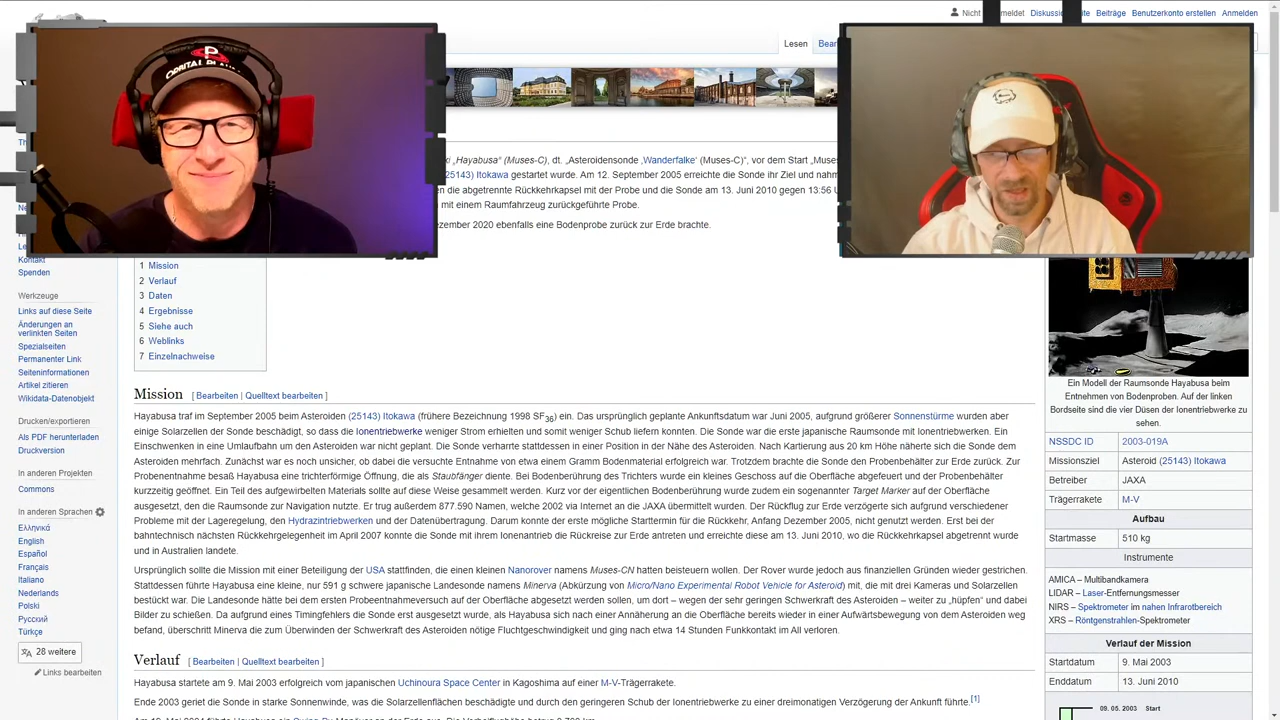 Nicht
meldet
Diskussi
ite
Beiträge
Benutzerkonto erstellen
Anmelden
Lesen
Bear
P
ORBITAL
ki „Hayabusa" (Muses-C), dt. „Asteroidensonde ‚Wanderfalke' (Muses-C)", vor dem Start „Muses
(25143) Itokawa gestartet wurde. Am 12. September 2005 erreichte die Sonde ihr Ziel und nahm
en die abgetrennte Rückkehrkapsel mit der Probe und die Sonde am 13. Juni 2010 gegen 13:56 U
mit einem Raumfahrzeug zurückgeführte Probe.
ezember 2020 ebenfalls eine Bodenprobe zurück zur Erde brachte.
Th
Ne
Hi
Le
Kontakt
Spenden
Werkzeuge
Links auf diese Seite
Änderungen an
verlinkten Seiten
Spezialseiten
Permanenter Link
Seiteninformationen
Artikel zitieren
Wikidata-Datenobjekt
Drucken/exportieren
Als PDF herunterladen
Druckversion
In anderen Projekten
Commons
In anderen Sprachen
Ελληνικά
English
Español
Français
Italiano
Nederlands
Polski
Русский
Türkçe
28 weitere
Links bearbeiten
1 Mission
2 Verlauf
3 Daten
4 Ergebnisse
5 Siehe auch
6 Weblinks
7 Einzelnachweise
Mission [ Bearbeiten | Quelltext bearbeiten ]
Hayabusa traf im September 2005 beim Asteroiden (25143) Itokawa (frühere Bezeichnung 1998 SF36) ein. Das ursprünglich geplante Ankunftsdatum war Juni 2005, aufgrund größerer Sonnenstürme wurden aber
einige Solarzellen der Sonde beschädigt, so dass die Ionentriebwerke weniger Strom erhielten und somit weniger Schub liefern konnten. Die Sonde war die erste japanische Raumsonde mit Ionentriebwerken. Ein
Einschwenken in eine Umlaufbahn um den Asteroiden war nicht geplant. Die Sonde verharrte stattdessen in einer Position in der Nähe des Asteroiden. Nach Kartierung aus 20 km Höhe näherte sich die Sonde dem
Asteroiden mehrfach. Zunächst war es noch unsicher, ob dabei die versuchte Entnahme von etwa einem Gramm Bodenmaterial erfolgreich war. Trotzdem brachte die Sonde den Probenbehälter zur Erde zurück. Zur
Probenentnahme besaß Hayabusa eine trichterförmige Öffnung, die als Staubfänger diente. Bei Bodenberührung des Trichters wurde ein kleines Geschoss auf die Oberfläche abgefeuert und der Probenbehälter
kurzzeitig geöffnet. Ein Teil des aufgewirbelten Materials sollte auf diese Weise gesammelt werden. Kurz vor der eigentlichen Bodenberührung wurde zudem ein sogenannter Target Marker auf der Oberfläche
ausgesetzt, den die Raumsonde zur Navigation nutzte. Er trug außerdem 877.590 Namen, welche 2002 via Internet an die JAXA übermittelt wurden. Der Rückflug zur Erde verzögerte sich aufgrund verschiedener
Probleme mit der Lageregelung, den Hydrazintriebwerken und der Datenübertragung. Darum konnte der erste mögliche Starttermin für die Rückkehr, Anfang Dezember 2005, nicht genutzt werden. Erst bei der
bahntechnisch nächsten Rückkehrgelegenheit im April 2007 konnte die Sonde mit ihrem Ionenantrieb die Rückreise zur Erde antreten und erreichte diese am 13. Juni 2010, wo die Rückkehrkapsel abgetrennt wurde
und in Australien landete.
Ursprünglich sollte die Mission mit einer Beteiligung der USA stattfinden, die einen kleinen Nanorover namens Muses-CN hatten beisteuern wollen. Der Rover wurde jedoch aus finanziellen Gründen wieder gestrichen.
Stattdessen führte Hayabusa eine kleine, nur 591 g schwere japanische Landesonde namens Minerva (Abkürzung von Micro/Nano Experimental Robot Vehicle for Asteroid) mit, die mit drei Kameras und Solarzellen
bestückt war. Die Landesonde hätte bei dem ersten Probeentnahmeversuch auf der Oberfläche abgesetzt werden sollen, um dort – wegen der sehr geringen Schwerkraft des Asteroiden – weiter zu „hüpfen" und dabei
Bilder zu schießen. Da aufgrund eines Timingfehlers die Sonde erst ausgesetzt wurde, als Hayabusa sich nach einer Annäherung an die Oberfläche bereits wieder in einer Aufwärtsbewegung von dem Asteroiden weg
befand, überschritt Minerva die zum Überwinden der Schwerkraft des Asteroiden nötige Fluchtgeschwindigkeit und ging nach etwa 14 Stunden Funkkontakt im All verloren.
Verlauf [ Bearbeiten | Quelltext bearbeiten ]
Hayabusa startete am 9. Mai 2003 erfolgreich vom japanischen Uchinoura Space Center in Kagoshima auf einer M-V-Trägerrakete.
Ende 2003 geriet die Sonde in starke Sonnenwinde, was die Solarzellenflächen beschädigte und durch den geringeren Schub der Ionentriebwerke zu einer dreimonatigen Verzögerung der Ankunft führte.[1]
Ein Modell der Raumsonde Hayabusa beim
Entnehmen von Bodenproben. Auf der linken
Bordseite sind die vier Düsen der Ionentriebwerke zu
sehen.
NSSDC ID 2003-019A
Missionsziel Asteroid (25143) Itokawa
Betreiber JAXA
Trägerrakete M-V
Aufbau
Startmasse 510 kg
Instrumente
AMICA – Multibandkamera
LIDAR – Laser-Entfernungsmesser
NIRS – Spektrometer im nahen Infrarotbereich
XRS – Röntgenstrahlen-Spektrometer
Verlauf der Mission
Startdatum 9. Mai 2003
Enddatum 13. Juni 2010
09. 05. 2003 Start